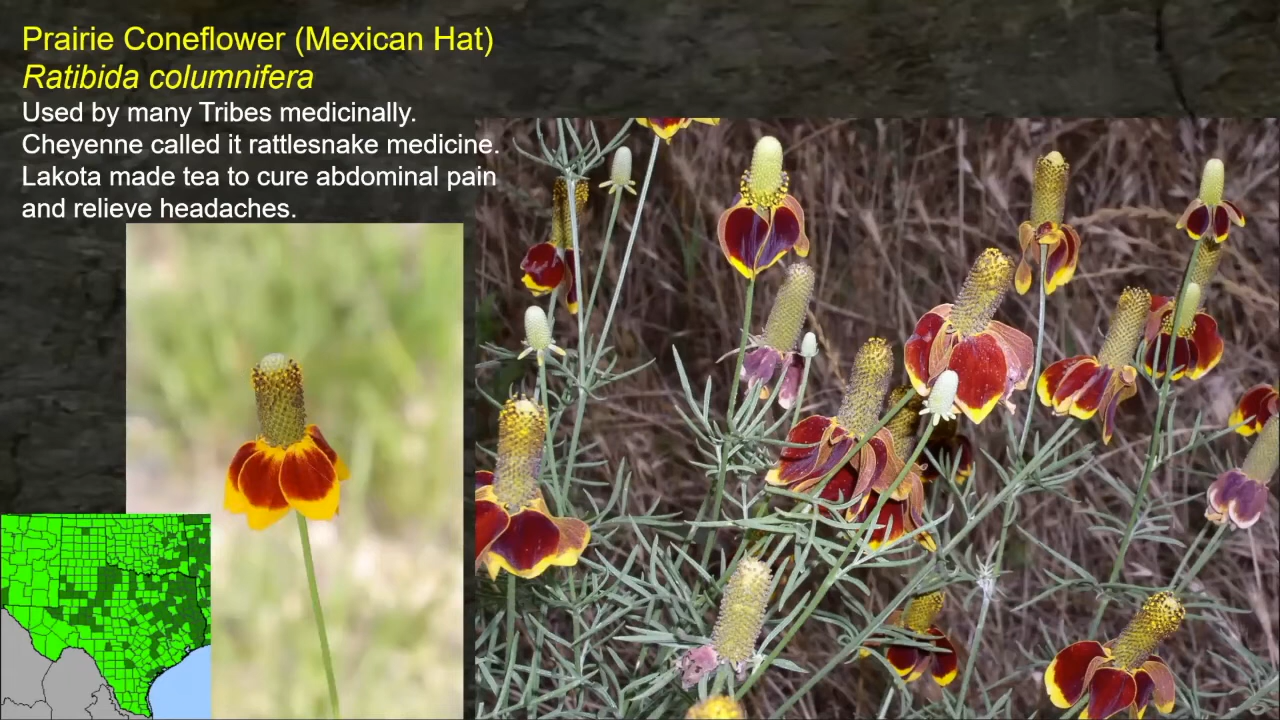 Prairie Coneflower (Mexican Hat)
Ratibida columnifera
Used by many Tribes medicinally.
Cheyenne called it rattlesnake medicine.
Lakota made tea to cure abdominal pain
and relieve headaches.